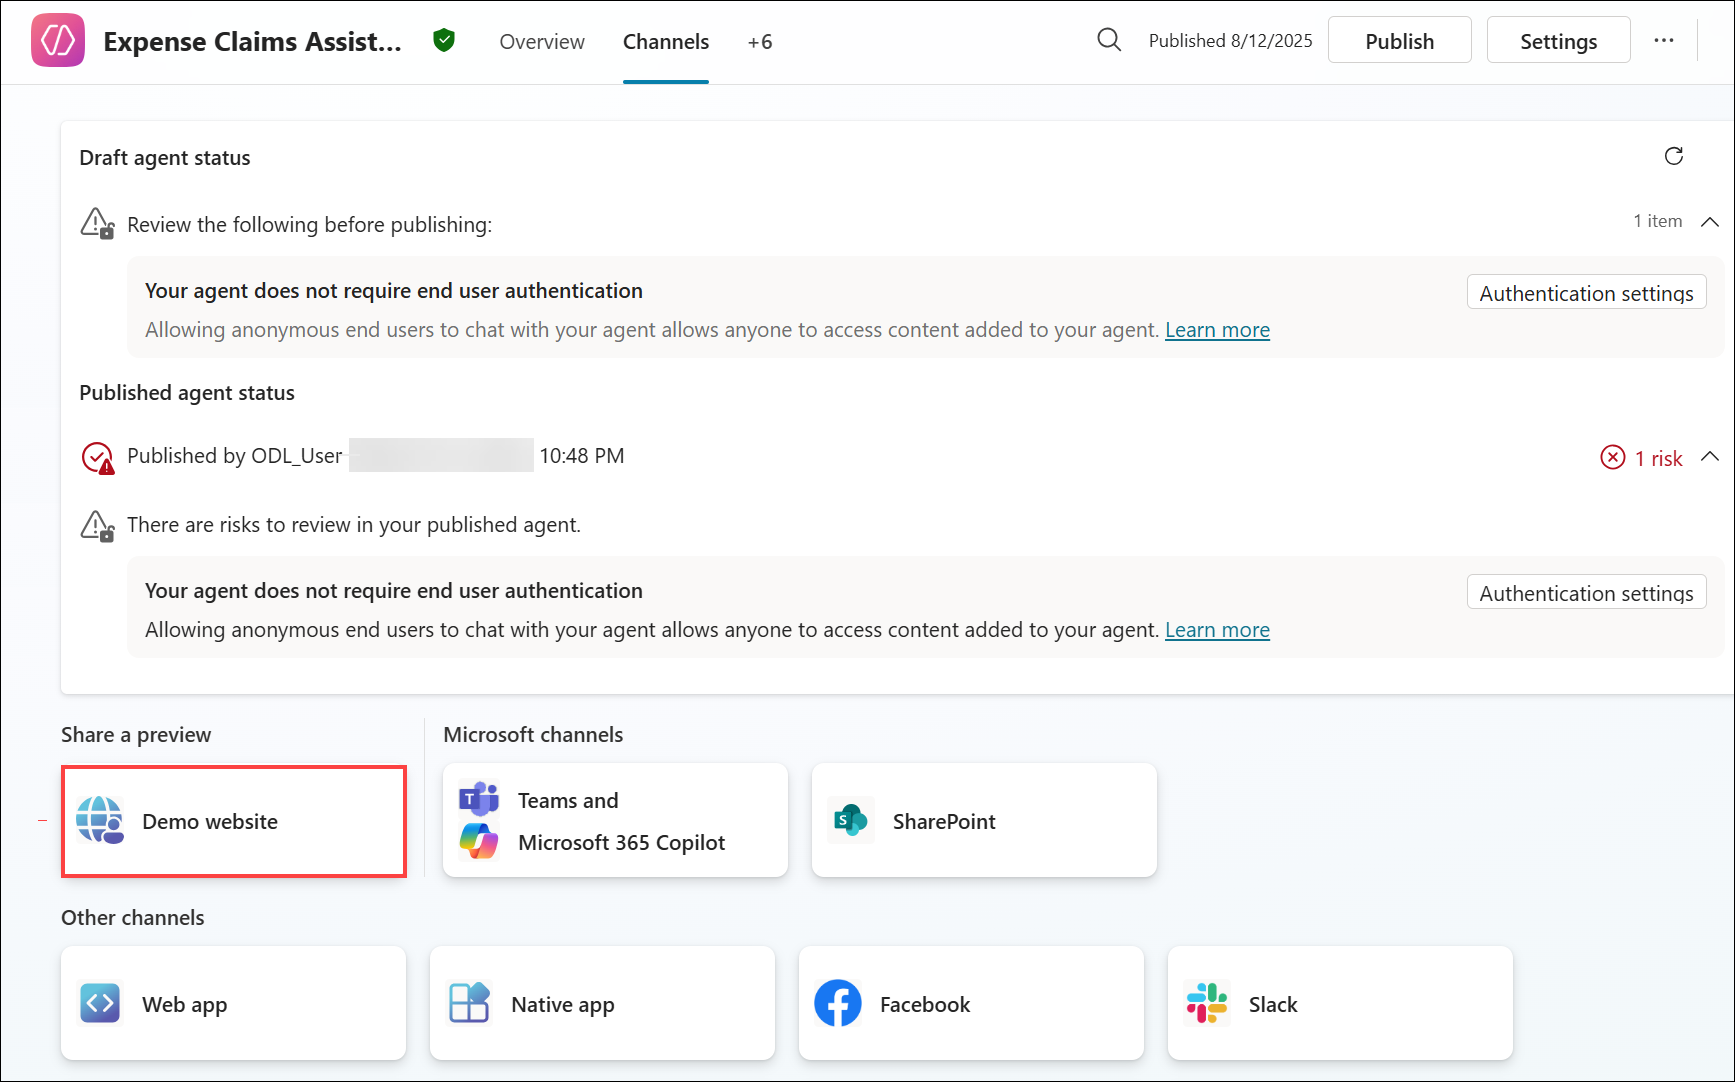 Expense Claims Assist...
Overview
Channels
+6
Published 8/12/2025
Publish
Settings
Draft agent status
Review the following before publishing:
1 item
Your agent does not require end user authentication
Authentication settings
Allowing anonymous end users to chat with your agent allows anyone to access content added to your agent. Learn more
Published agent status
Published by ODL_User 10:48 PM
1 risk
There are risks to review in your published agent.
Your agent does not require end user authentication
Authentication settings
Allowing anonymous end users to chat with your agent allows anyone to access content added to your agent. Learn more
Share a preview
Microsoft channels
Demo website
Teams and
Microsoft 365 Copilot
SharePoint
Other channels
Web app
Native app
Facebook
Slack